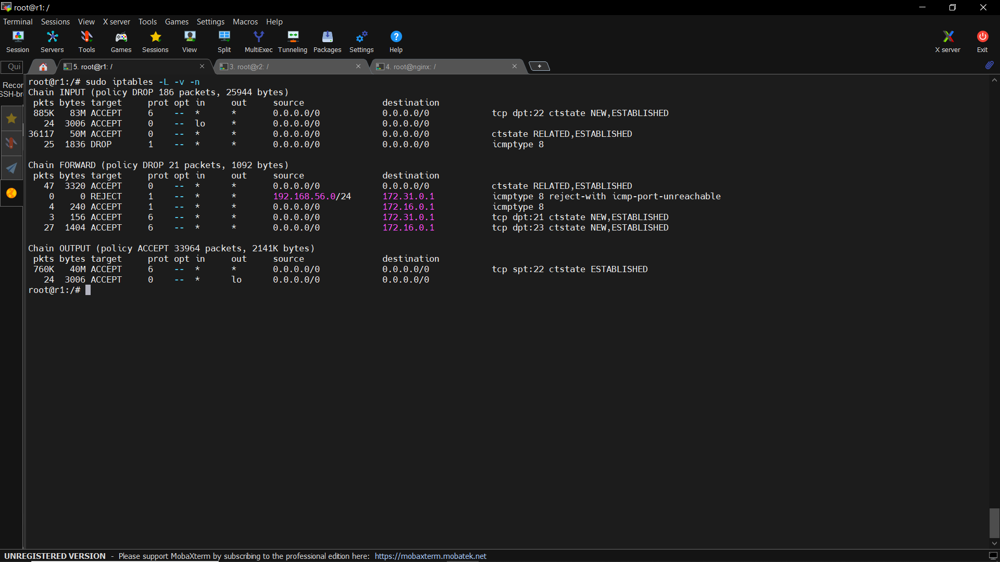 root@r1: /
Terminal Sessions View X server Tools Games Settings Macros Help
Session Servers Tools Games Sessions View Split MultiExec Tunneling Packages Settings Help X server Exit
Qui 5. root@r1: / 3. root@r2: / 4. root@nginx: /
Recor
SSH-br
root@r1:/# sudo iptables -L -v -n
Chain INPUT (policy DROP 186 packets, 25944 bytes)
 pkts bytes target     prot opt in     out     source               destination
 885K   83M ACCEPT     6    --  *      *       0.0.0.0/0            0.0.0.0/0            tcp dpt:22 ctstate NEW,ESTABLISHED
   24  3006 ACCEPT     0    --  lo     *       0.0.0.0/0            0.0.0.0/0
36117   50M ACCEPT     0    --  *      *       0.0.0.0/0            0.0.0.0/0            ctstate RELATED,ESTABLISHED
   25  1836 DROP       1    --  *      *       0.0.0.0/0            0.0.0.0/0            icmptype 8
Chain FORWARD (policy DROP 21 packets, 1092 bytes)
 pkts bytes target     prot opt in     out     source               destination
   47  3320 ACCEPT     0    --  *      *       0.0.0.0/0            0.0.0.0/0            ctstate RELATED,ESTABLISHED
    0     0 REJECT     1    --  *      *       192.168.56.0/24      172.31.0.1           icmptype 8 reject-with icmp-port-unreachable
    4   240 ACCEPT     1    --  *      *       0.0.0.0/0            172.16.0.1           icmptype 8
    3   156 ACCEPT     6    --  *      *       0.0.0.0/0            172.31.0.1           tcp dpt:21 ctstate NEW,ESTABLISHED
   27  1404 ACCEPT     6    --  *      *       0.0.0.0/0            172.16.0.1           tcp dpt:23 ctstate NEW,ESTABLISHED
Chain OUTPUT (policy ACCEPT 33964 packets, 2141K bytes)
 pkts bytes target     prot opt in     out     source               destination
 760K   40M ACCEPT     6    --  *      *       0.0.0.0/0            0.0.0.0/0            tcp spt:22 ctstate ESTABLISHED
   24  3006 ACCEPT     0    --  *      lo      0.0.0.0/0            0.0.0.0/0
root@r1:/#
UNREGISTERED VERSION - Please support MobaXterm by subscribing to the professional edition here: https://mobaxterm.mobatek.net